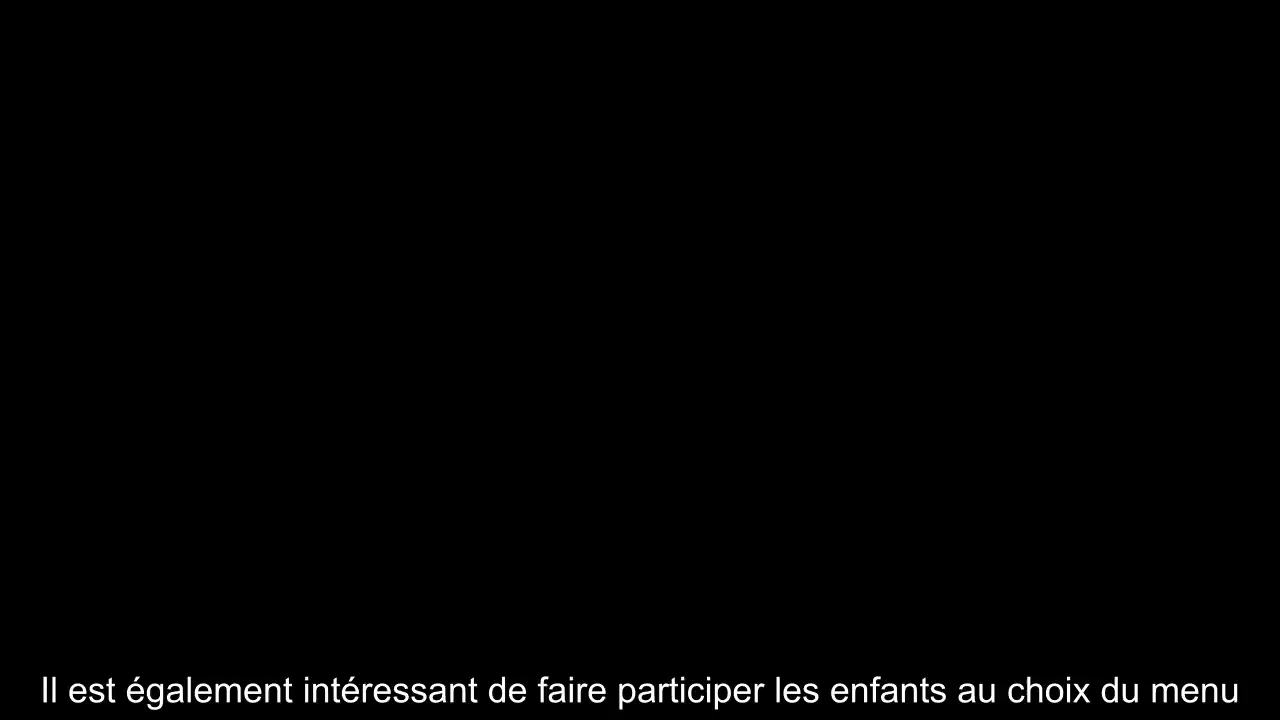 Il est également intéressant de faire participer les enfants au choix du menu